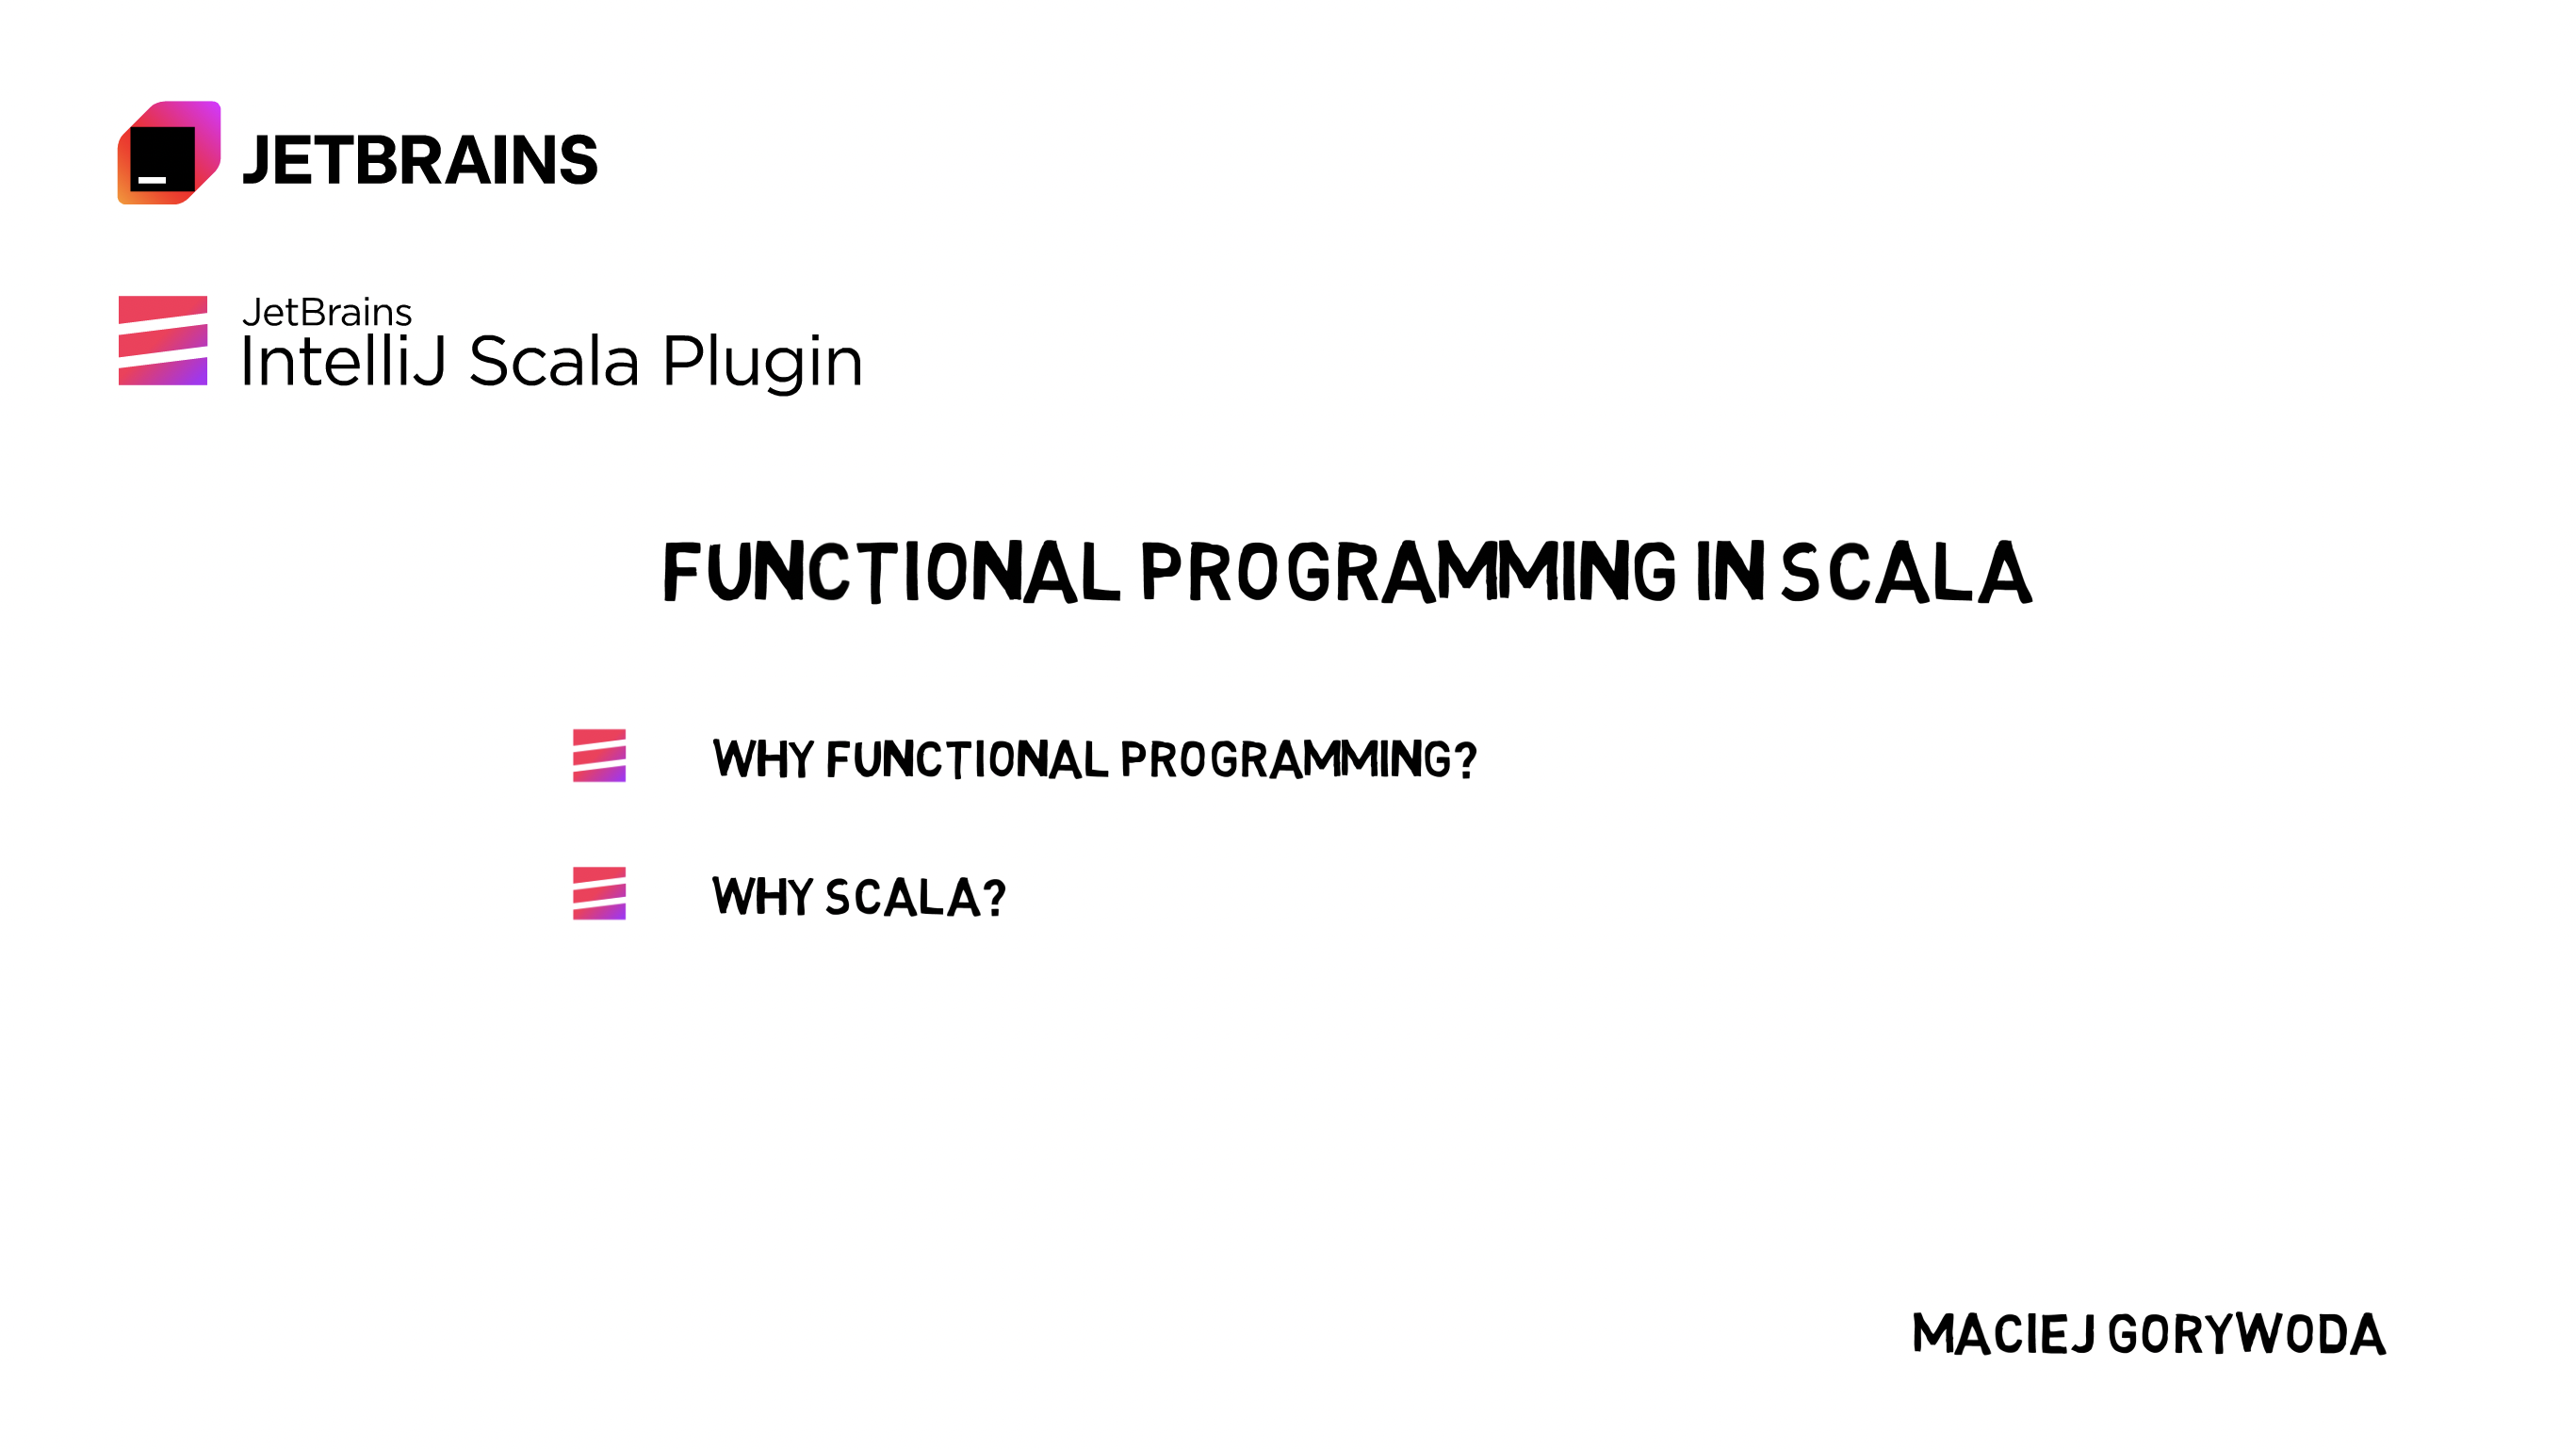 JETBRAINS
JetBrains
IntelliJ Scala Plugin
FUNCTIONAL PROGRAMMING IN SCALA
WHY FUNCTIONAL PROGRAMMING?
WHY SCALA?
MACIEJ GORYWODA